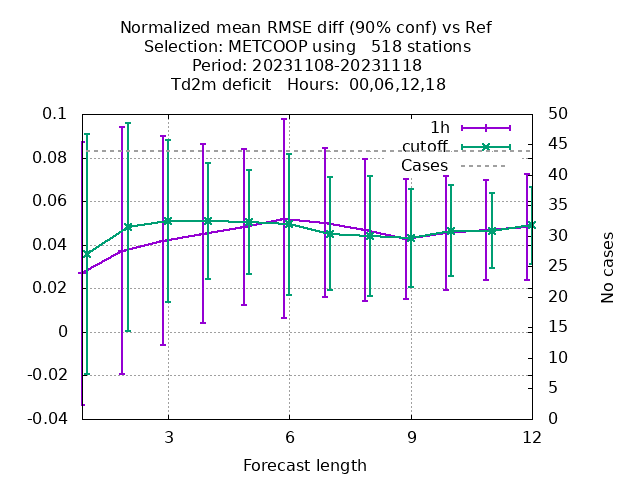 Normalized mean RMSE diff (90% conf) vs Ref
Selection: METCOOP using   518 stations
Period: 20231108-20231118
Td2m deficit   Hours:  00,06,12,18
0.1
0.08
0.06
0.04
0.02
0
-0.02
-0.04
1h
cutoff
Cases
50
45
40
35
30
25
20
15
10
5
0
No cases
3
6
9
12
Forecast length